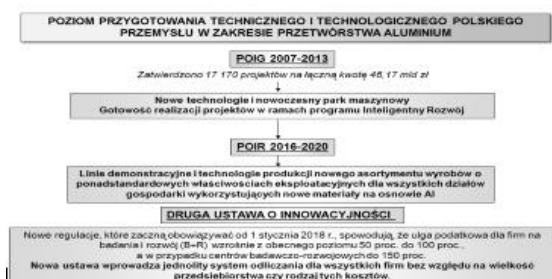 POZIOM PRZYGOTOWANIA TECHNICZNEGO I TECHNOLOGICZNEGO POLSKIEGO
PRZEMYSŁU W ZAKRESIE PRZETWÓRSTWA ALUMINIUM
POIG 2007-2013
Zatwierdzono 17 170 projektów na łączną kwotę 46,17 mld zł
Nowe technologie i nowoczesny park maszynowy
Gotowość realizacji projektów w ramach programu Inteligentny Rozwój
POIR 2016-2020
Linie demonstracyjne i technologie produkcji nowego asortymentu wyrobów o
ponadstandardowych właściwościach eksploatacyjnych dla wszystkich działów
gospodarki wykorzystujących nowe materiały na osnowie Al
DRUGA USTAWA O INNOWACYJNOŚCI
Nowe regulacje, które zaczną obowiązywać od 1 stycznia 2018 r., spowodują, że ulga podatkowa dla firm na
badania i rozwój (B+R) wzrośnie z obecnego poziomu 50 proc. do 100 proc.,
a w przypadku centrów badawczo-rozwojowych do 150 proc.
Nowa ustawa wprowadza jednolity system odliczania dla wszystkich firm bez względu na wielkość
przedsiębiorstwa czy rodzaj tych kosztów.